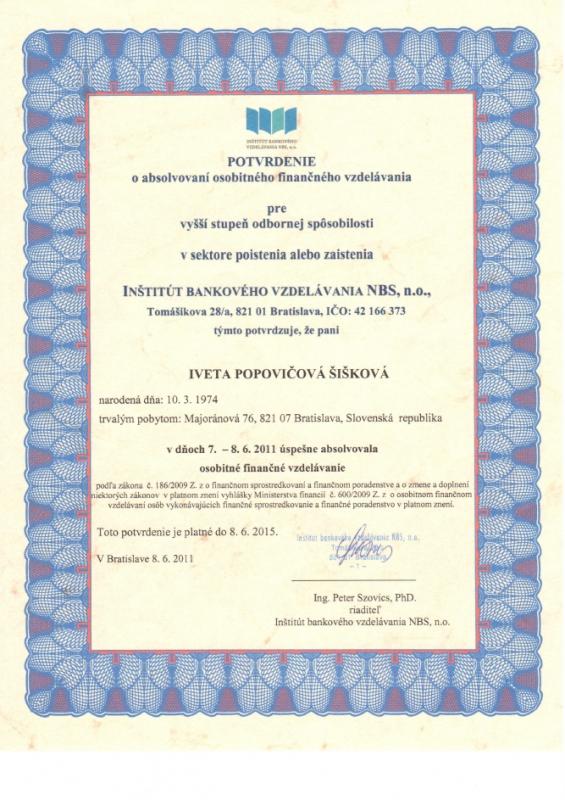 INŠTITÚT BANKOVÉHO
VZDELÁVANIA NBS, n.o.
POTVRDENIE
o absolvovaní osobitného finančného vzdelávania
pre
vyšší stupeň odbornej spôsobilosti
v sektore poistenia alebo zaistenia
INŠTITÚT BANKOVÉHO VZDELÁVANIA NBS, n.o.,
Tomášikova 28/a, 821 01 Bratislava, IČO: 42 166 373
týmto potvrdzuje, že pani
IVETA POPOVIČOVÁ ŠIŠKOVÁ
narodená dňa: 10. 3. 1974
trvalým pobytom: Majoránová 76, 821 07 Bratislava, Slovenská republika
v dňoch 7. – 8. 6. 2011 úspešne absolvovala
osobitné finančné vzdelávanie
podľa zákona č. 186/2009 Z. z o finančnom sprostredkovaní a finančnom poradenstve a o zmene a doplnení
niektorých zákonov v platnom znení vyhlášky Ministerstva financií č. 600/2009 Z. z o osobitnom finančnom
vzdelávaní osôb vykonávajúcich finančné sprostredkovanie a finančné poradenstvo v platnom znení.
Toto potvrdenie je platné do 8. 6. 2015.
Inštitút bankového vzdelávania NBS, n.o.
V Bratislave 8. 6. 2011
– 1 –
Ing. Peter Szovics, PhD.
riaditeľ
Inštitút bankového vzdelávania NBS, n.o.